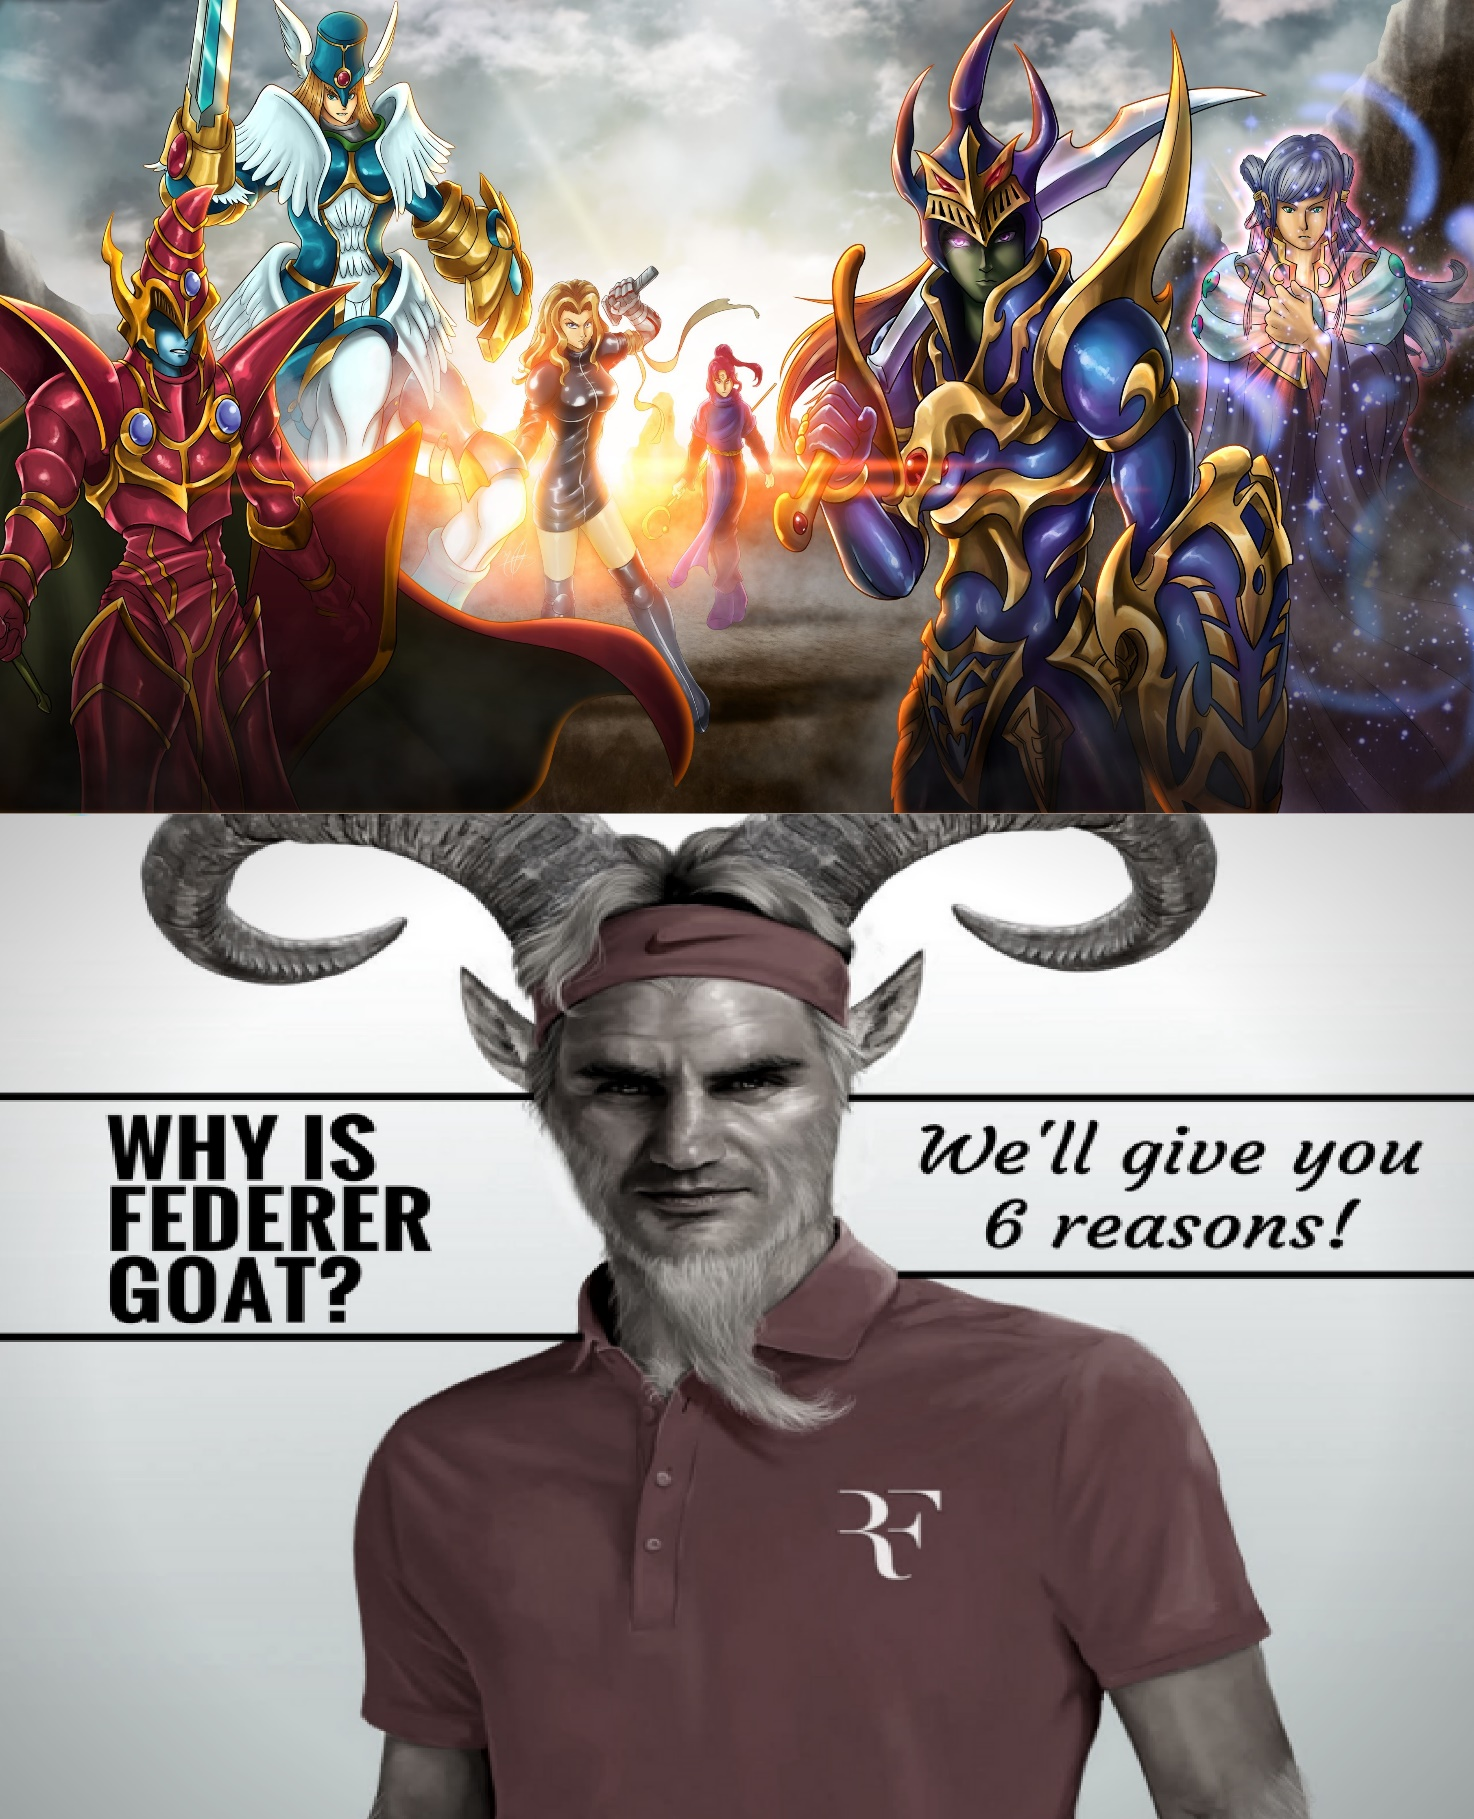 WHY IS
FEDERER
GOAT?
We'll give you
6 reasons!
RF